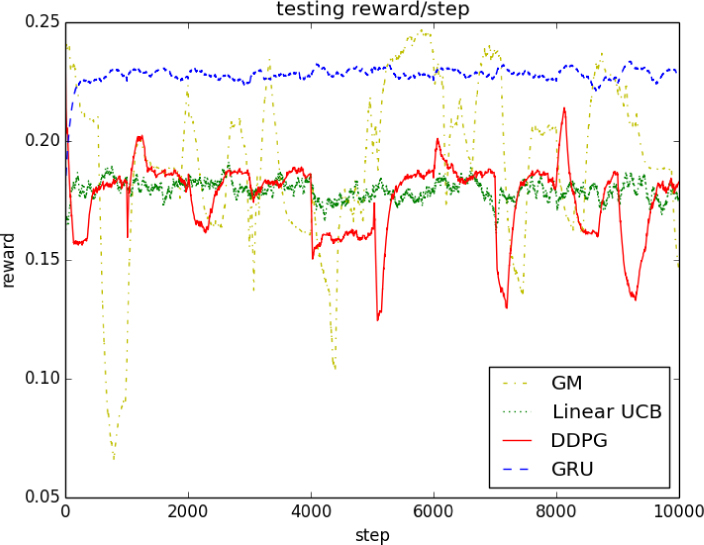 testing reward/step
0.25
0.20
0.15
0.10
0.05
reward
GM
Linear UCB
DDPG
GRU
0 2000 4000 6000 8000 10000
step